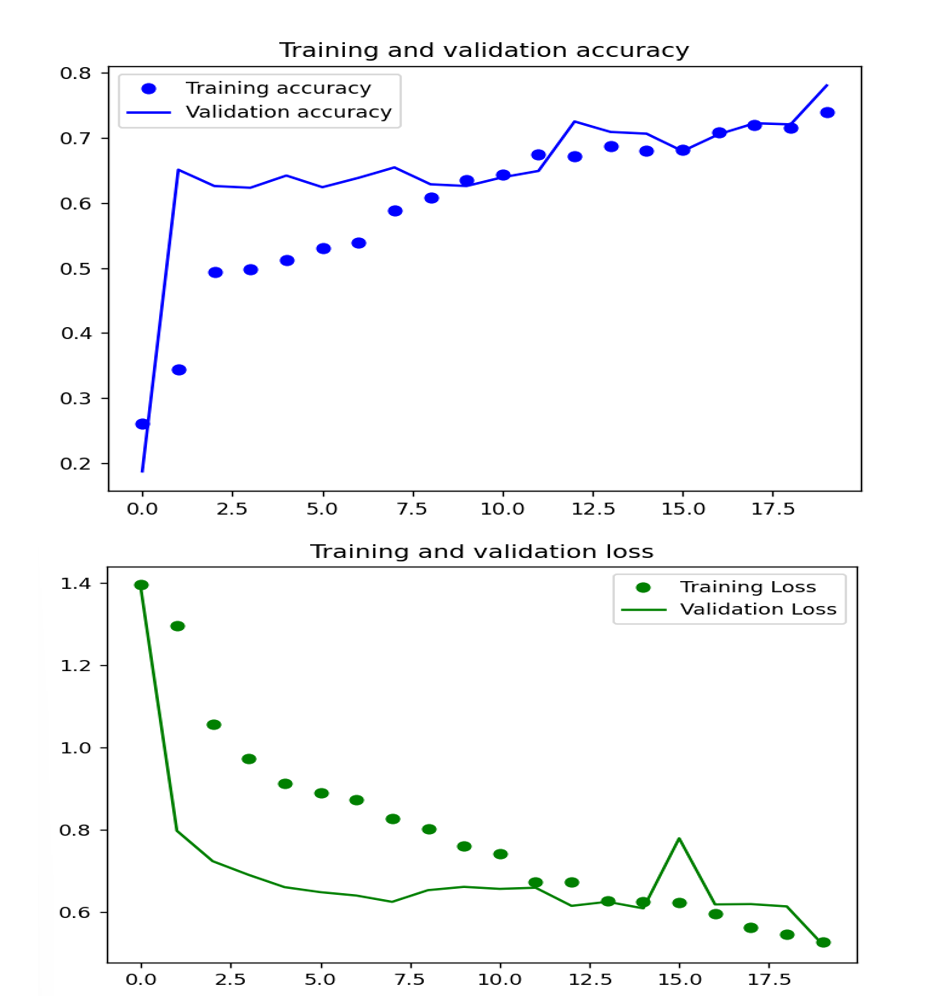 Training and validation accuracy
0.8
Training accuracy
Validation accuracy
0.7
0.6
0.5
0.4
0.3
0.2
0.0 2.5 5.0 7.5 10.0 12.5 15.0 17.5
Training and validation loss
1.4
Training Loss
Validation Loss
1.2
1.0
0.8
0.6
0.0 2.5 5.0 7.5 10.0 12.5 15.0 17.5